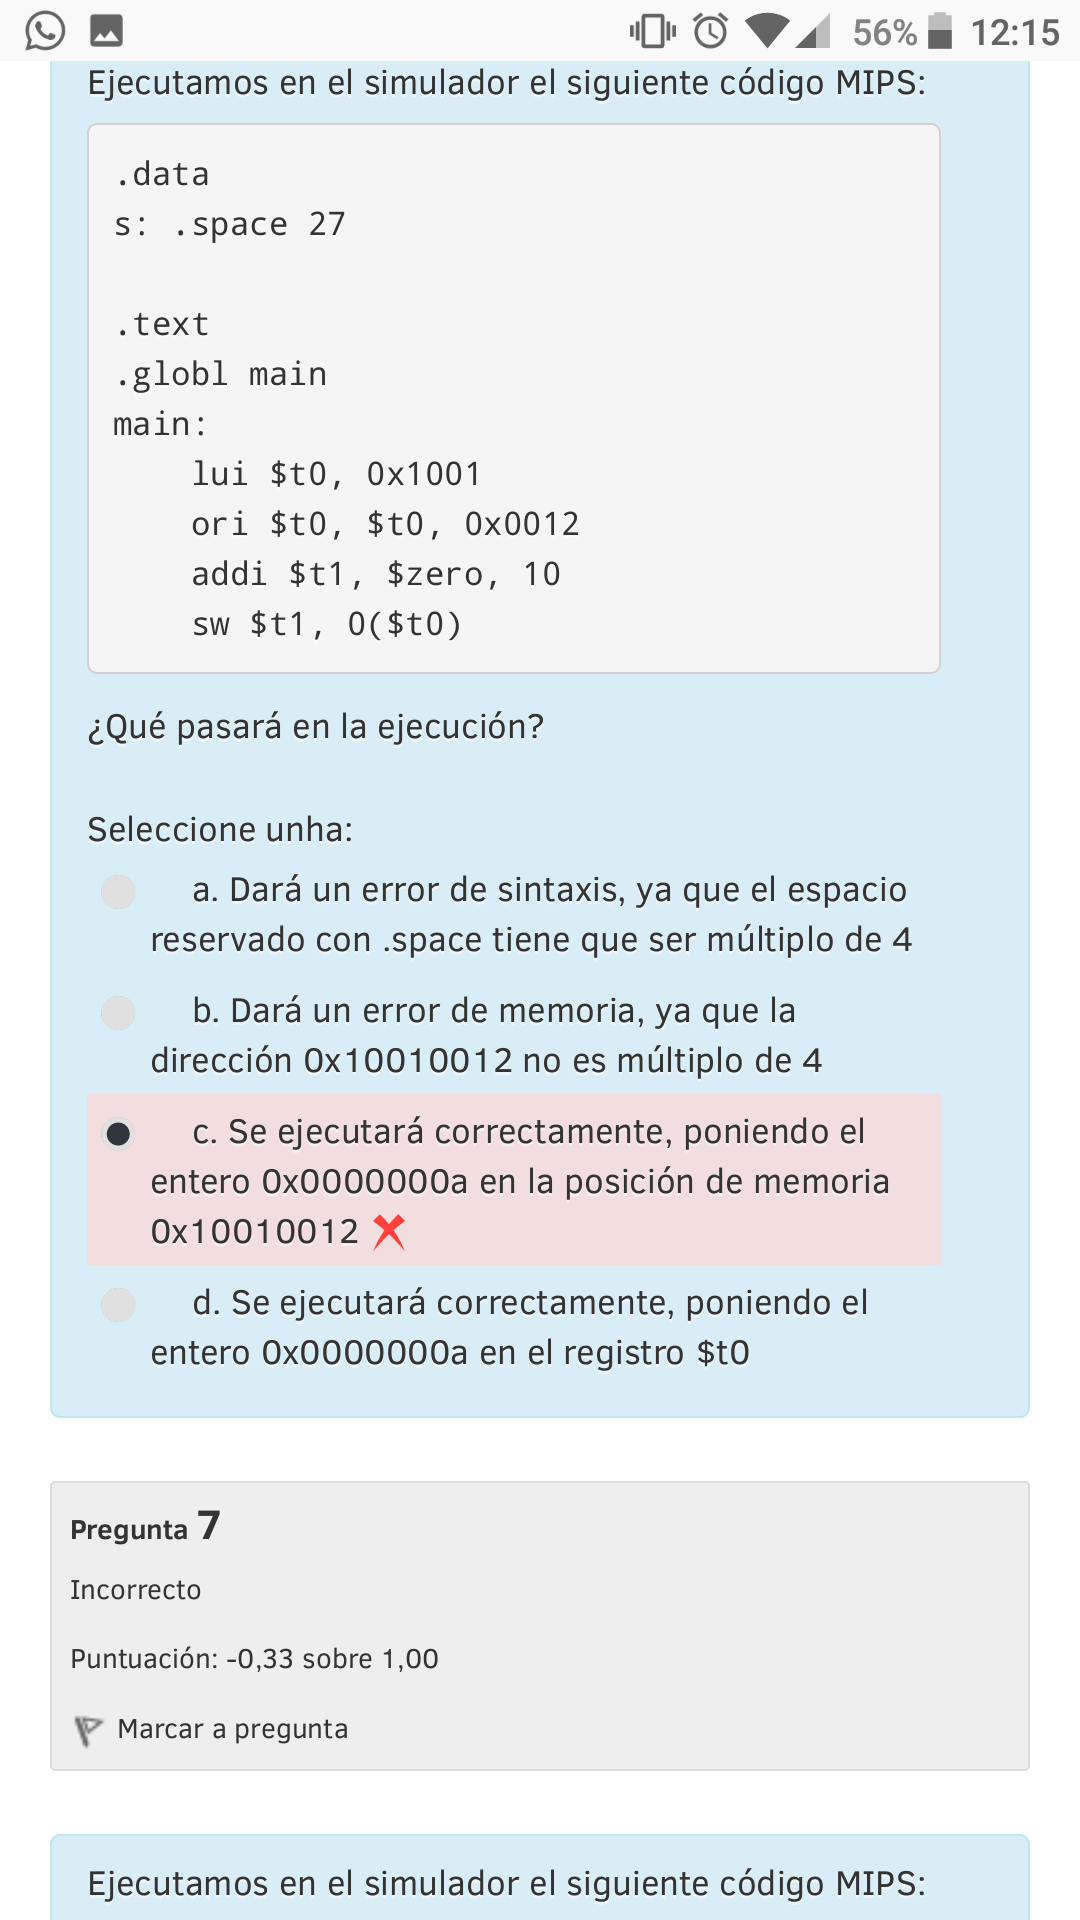 56% 12:15
Ejecutamos en el simulador el siguiente código MIPS:
.data
s: .space 27
.text
.globl main
main:
lui $t0, 0x1001
ori $t0, $t0, 0x0012
addi $t1, $zero, 10
sw $t1, 0($t0)
¿Qué pasará en la ejecución?
Seleccione unha:
a. Dará un error de sintaxis, ya que el espacio
reservado con .space tiene que ser múltiplo de 4
b. Dará un error de memoria, ya que la
dirección 0x10010012 no es múltiplo de 4
c. Se ejecutará correctamente, poniendo el
entero 0x0000000a en la posición de memoria
0x10010012
d. Se ejecutará correctamente, poniendo el
entero 0x0000000a en el registro $t0
Pregunta 7
Incorrecto
Puntuación: -0,33 sobre 1,00
Marcar a pregunta
Ejecutamos en el simulador el siguiente código MIPS: